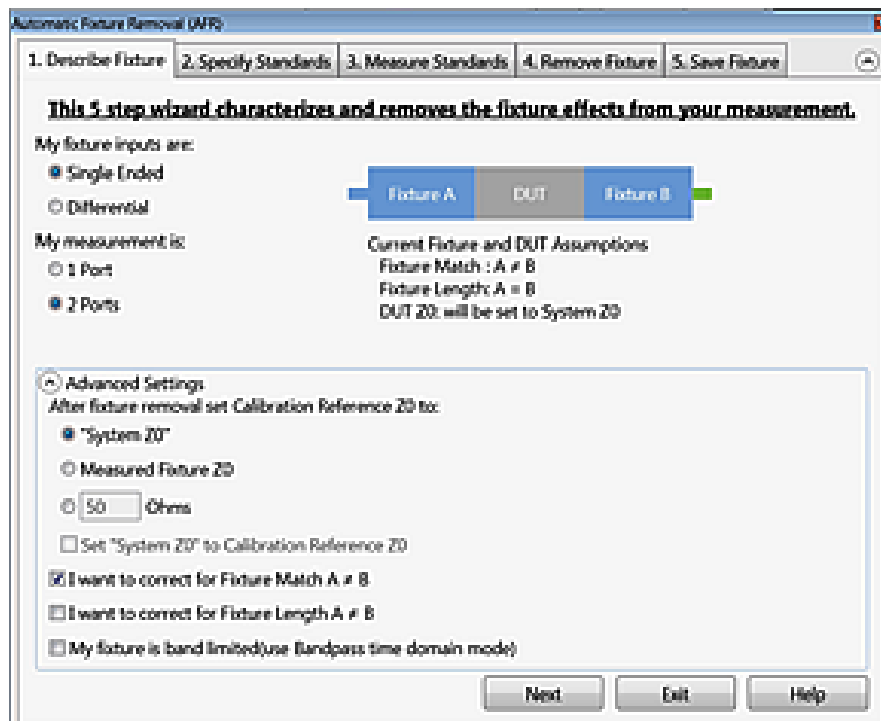 Automatic Fixture Removal (AFR)
1. Describe Fixture 2. Specify Standards 3. Measure Standards 4. Remove Fixture 5. Save Fixture
This 5 step wizard characterizes and removes the fixture effects from your measurement.
My fixture inputs are:
Single Ended
Differential
Fixture A DUT Fixture B
My measurement is:
1 Port
2 Ports
Current Fixture and DUT Assumptions
Fixture Match : A ≠ B
Fixture Length: A = B
DUT Z0: will be set to System Z0
Advanced Settings
After fixture removal set Calibration Reference Z0 to:
"System Z0"
Measured Fixture Z0
50 Ohms
Set "System Z0" to Calibration Reference Z0
I want to correct for Fixture Match A ≠ B
I want to correct for Fixture Length A ≠ B
My fixture is band limited(use Bandpass time domain mode)
Next Exit Help